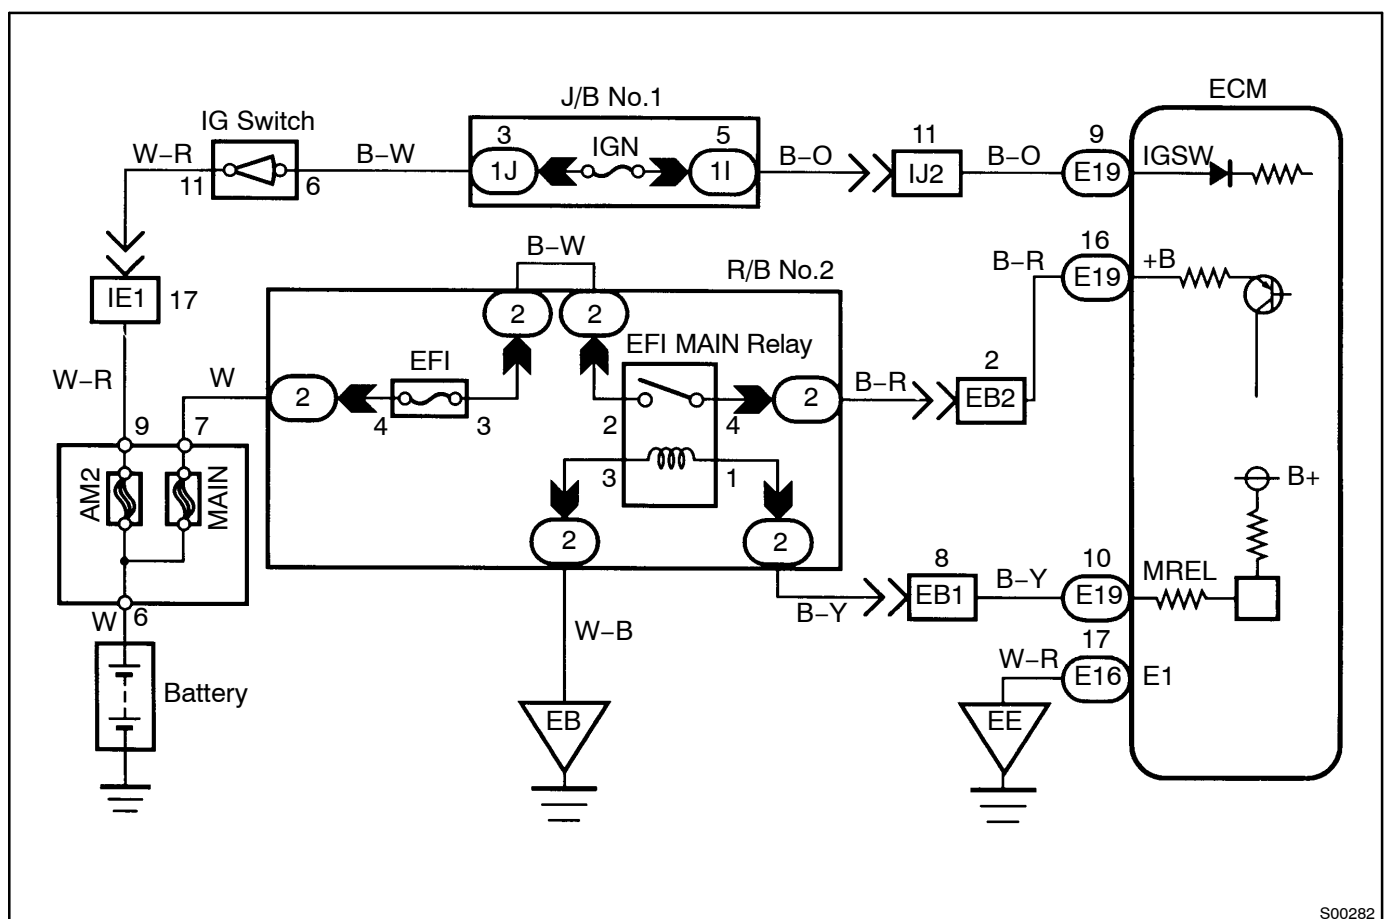 ECM
J/B No.1
IG Switch
3
IGN
5
11
9
W–R
B–W
B–O
B–O
IGSW
11
6
1J
1I
IJ2
E19
B–W
16
R/B No.2
B–R
+B
E19
IE1
17
2
2
EFI MAIN Relay
W–R
W
EFI
2
B–R
2
2
EB2
4
3
2
4
9
7
3
1
AM2
MAIN
B+
2
2
10
8
MREL
B–Y
EB1
E19
B–Y
W
6
W–B
17
W–R
E16
E1
Battery
EB
EE
S00282